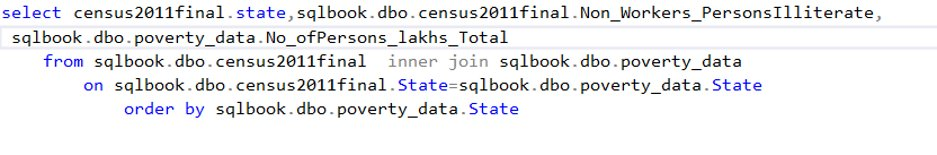 select census2011final.state,sqlbook.dbo.census2011final.Non_Workers_PersonsIlliterate,
sqlbook.dbo.poverty_data.No_ofPersons_lakhs_Total
from sqlbook.dbo.census2011final  inner join sqlbook.dbo.poverty_data
on sqlbook.dbo.census2011final.State=sqlbook.dbo.poverty_data.State
order by sqlbook.dbo.poverty_data.State